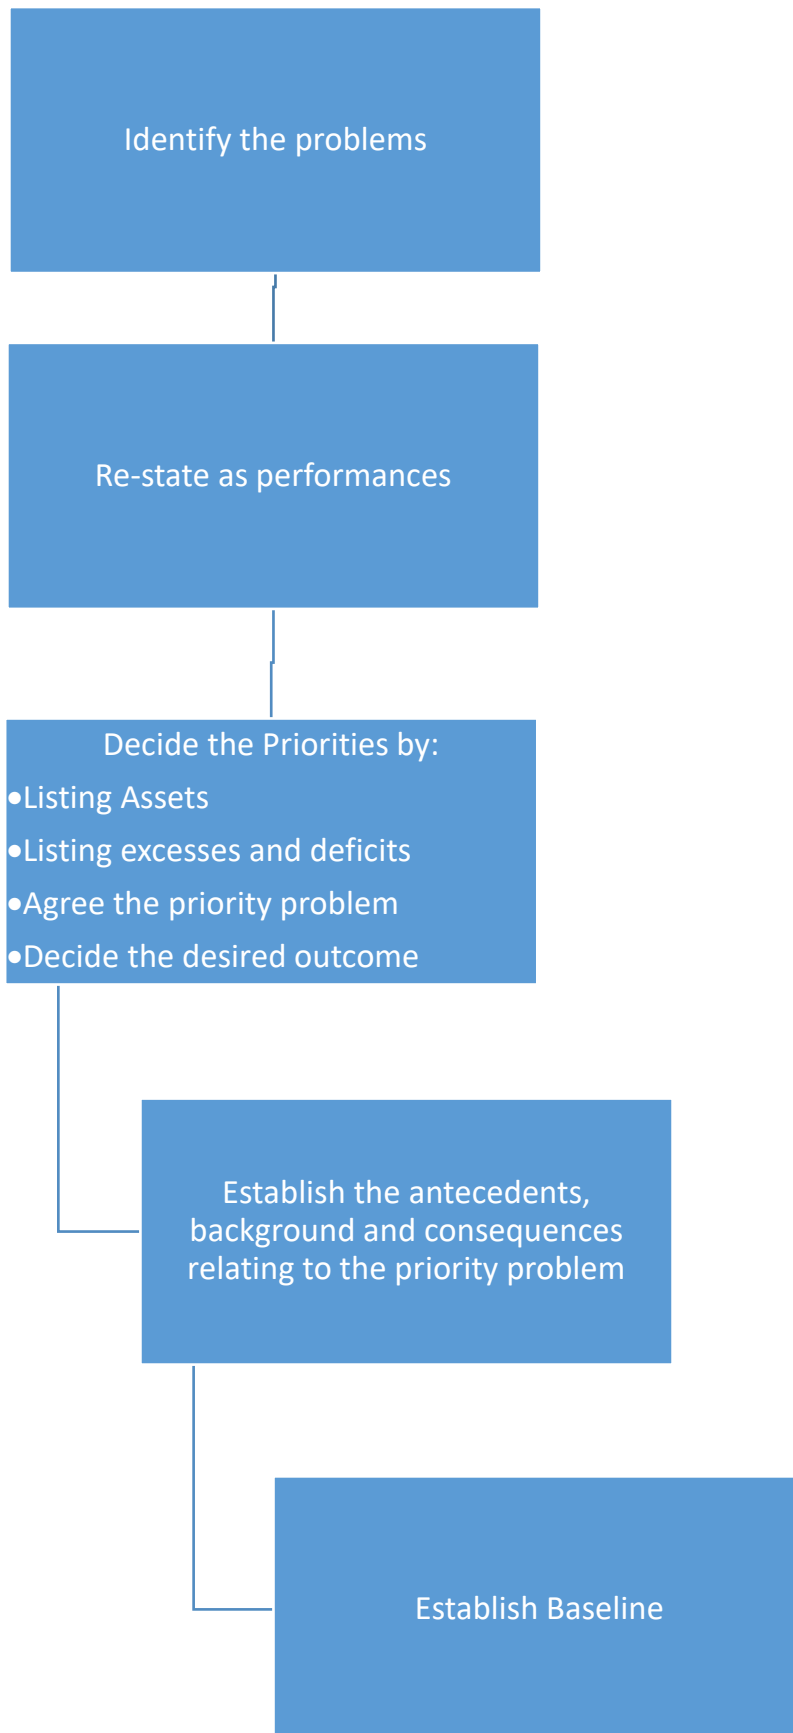 Identify the problems
Re-state as performances
Decide the Priorities by:
•Listing Assets
•Listing excesses and deficits
•Agree the priority problem
•Decide the desired outcome
Establish the antecedents,
background and consequences
relating to the priority problem
Establish Baseline